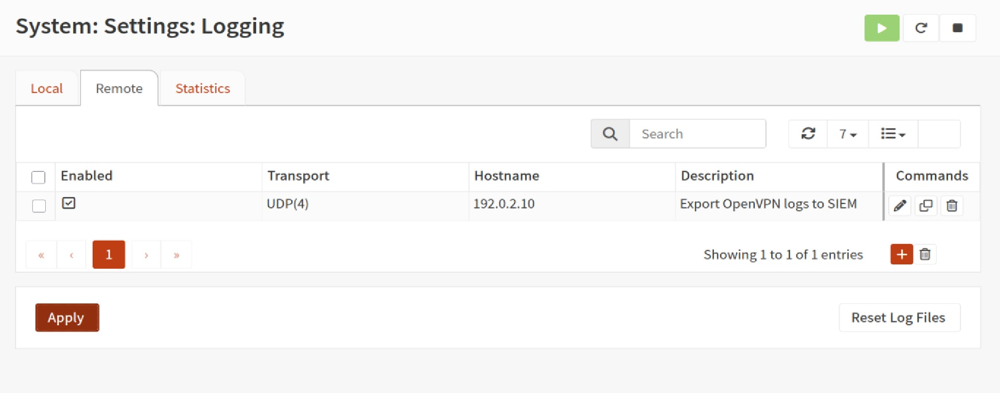 System: Settings: Logging
Local Remote Statistics
Search 7
Enabled Transport Hostname Description Commands
UDP(4) 192.0.2.10 Export OpenVPN logs to SIEM
« ‹ 1 › » Showing 1 to 1 of 1 entries
Apply Reset Log Files